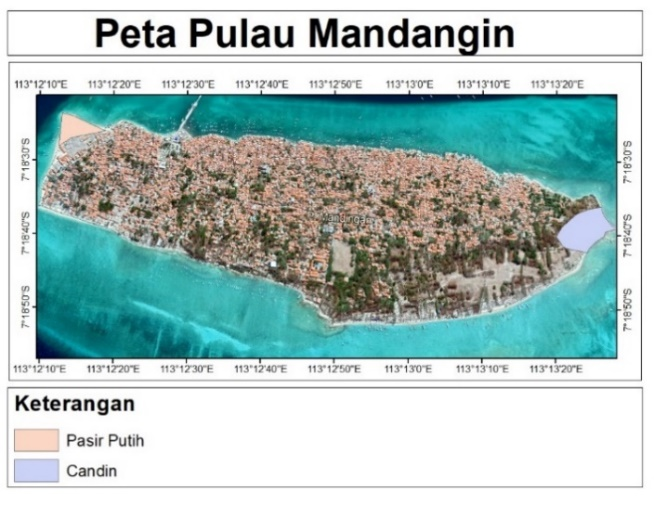 Peta Pulau Mandangin
113°12'10"E 113°12'20"E 113°12'30"E 113°12'40"E 113°12'50"E 113°13'0"E 113°13'10"E 113°13'20"E
7°18'30"S 7°18'30"S
Mandangin
7°18'40"S 7°18'40"S
7°18'50"S 7°18'50"S
113°12'10"E 113°12'20"E 113°12'30"E 113°12'40"E 113°12'50"E 113°13'0"E 113°13'10"E 113°13'20"E
Keterangan
Pasir Putih
Candin